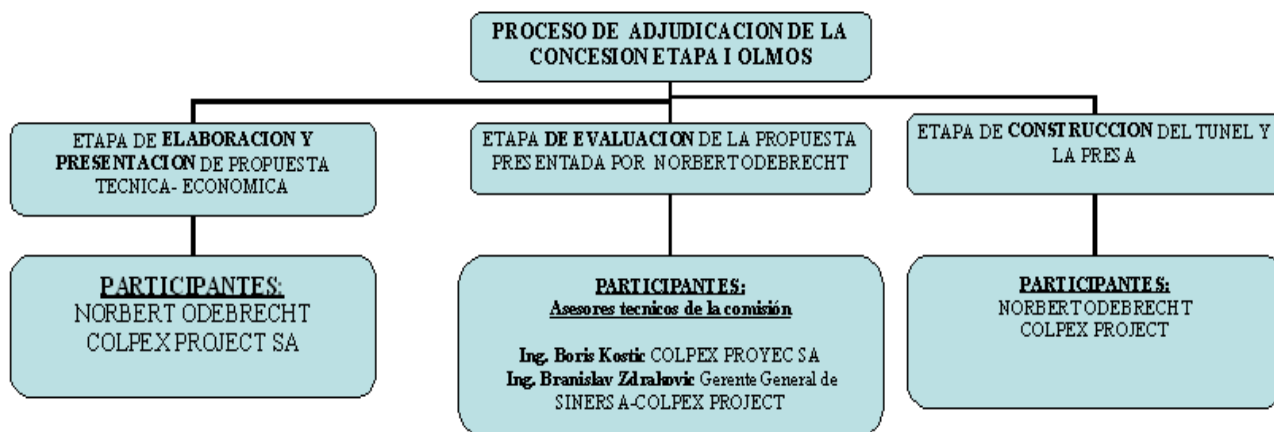 PROCESO DE ADJUDICACION DE LA
CONCESION ETAPA I OLMOS
ETAPA DE ELABORACION Y
PRESENTACION DE PROPUESTA
TECNICA- ECONOMICA
ETAPA DE EVALUACION DE LA PROPUESTA
PRESENTADA POR NORBERT ODEBRECHT
ETAPA DE CONSTRUCCION DEL TUNEL Y
LA PRESA
PARTICIPANTES:
NORBERT ODEBRECHT
COLPEX PROJECT SA
PARTICIPANTES:
Asesores tecnicos de la comisión
Ing. Boris Kostic COLPEX PROYEC SA
Ing. Branislav Zdrakovic Gerente General de
SINERSA-COLPEX PROJECT
PARTICIPANTES:
NORBERT ODEBRECHT
COLPEX PROJECT